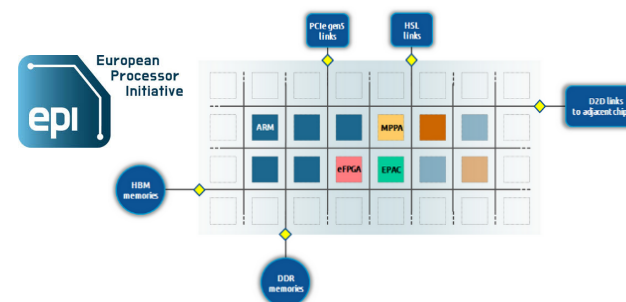 PCIe gen5
links
HSL
links
European
Processor
Initiative
epi
D2D links
to adjacent chip
ARM
MPPA
eFPGA
EPAC
HBM
memories
DDR
memories